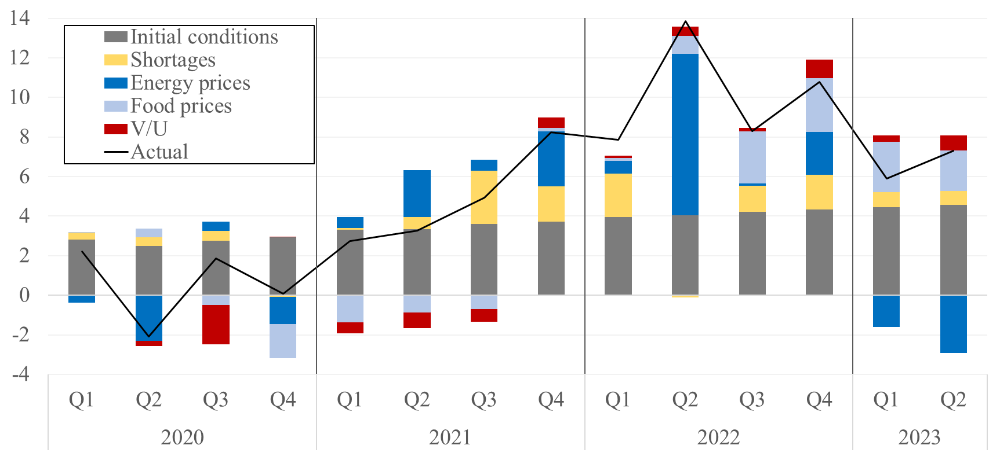 14
12
10
8
6
4
2
0
-2
-4
Initial conditions
Shortages
Energy prices
Food prices
V/U
Actual
Q1 Q2 Q3 Q4 Q1 Q2 Q3 Q4 Q1 Q2 Q3 Q4 Q1 Q2
2020 2021 2022 2023